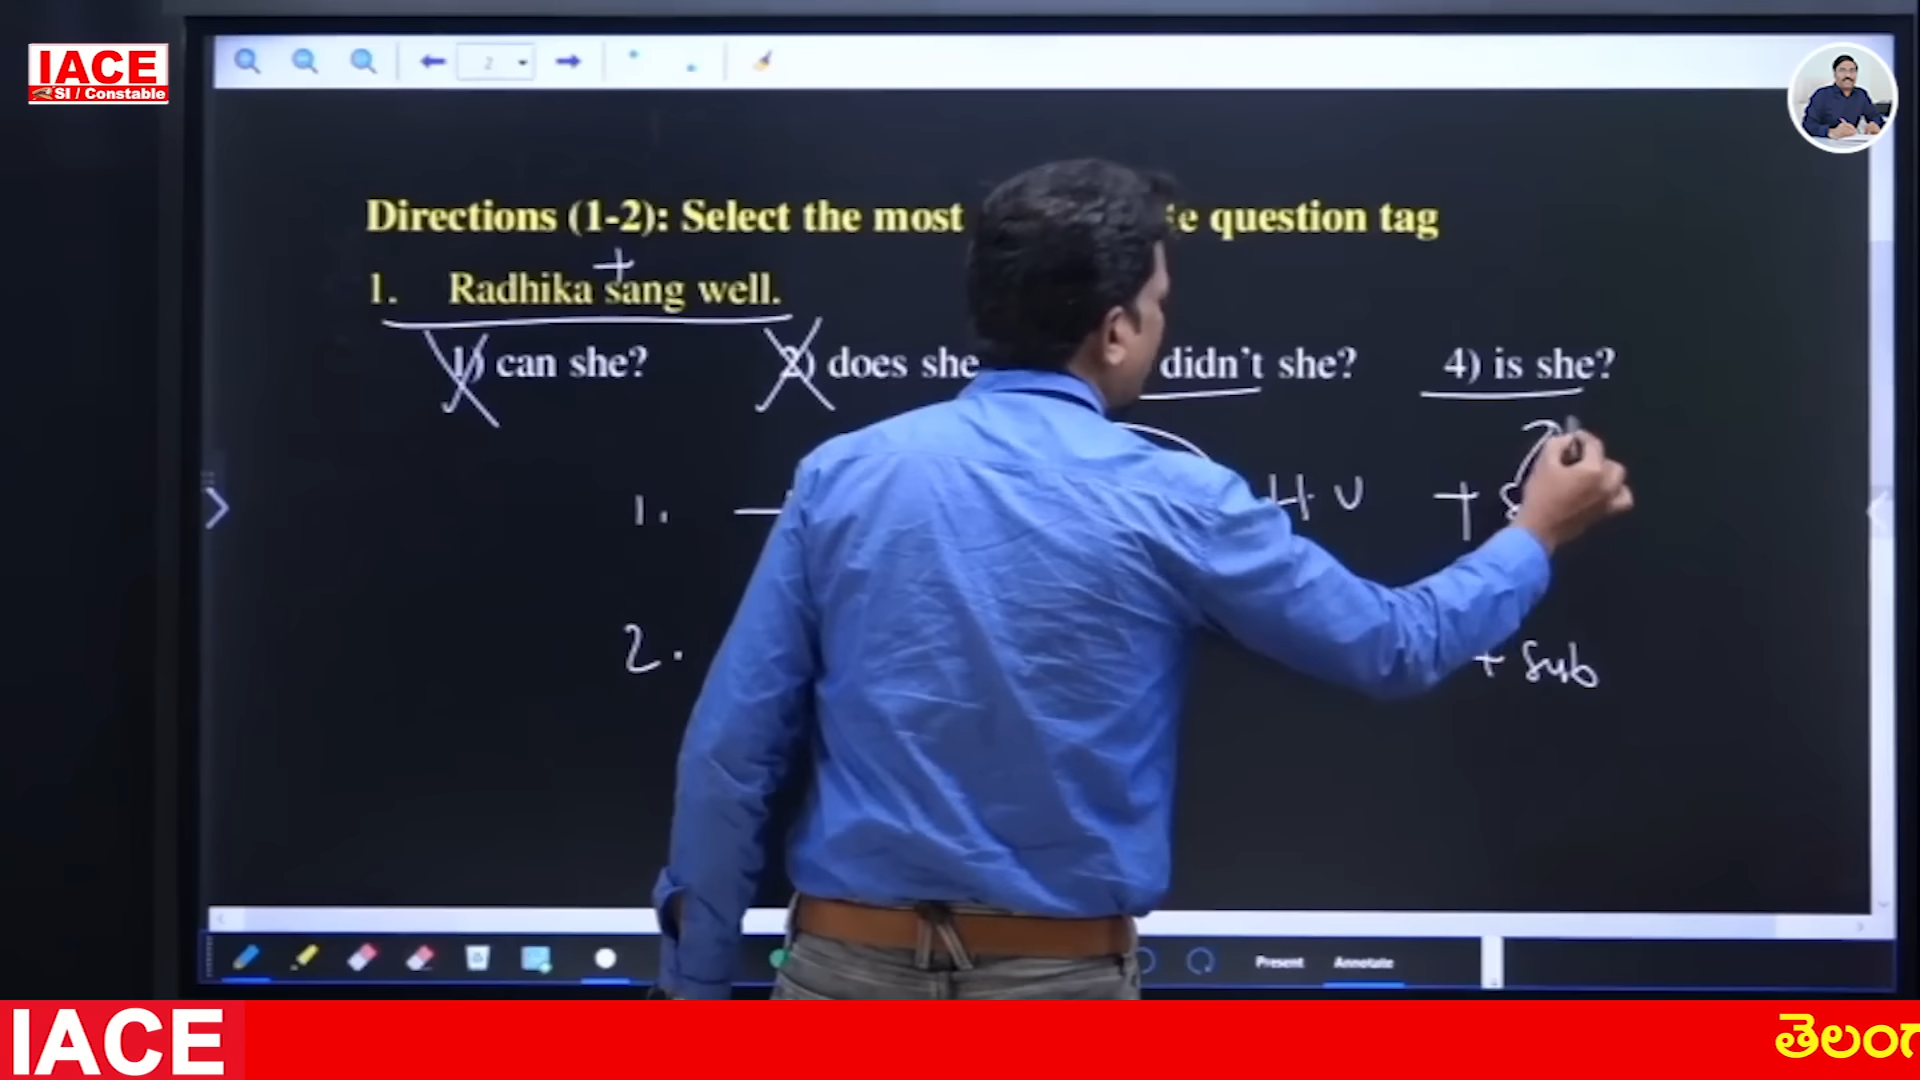 IACE
SI / Constable
2
Directions (1-2): Select the most question tag
+
1. Radhika sang well.
1) can she? 2) does she didn't she? 4) is she?
1. H.V +
2. + Sub
Present Annotate
IACE